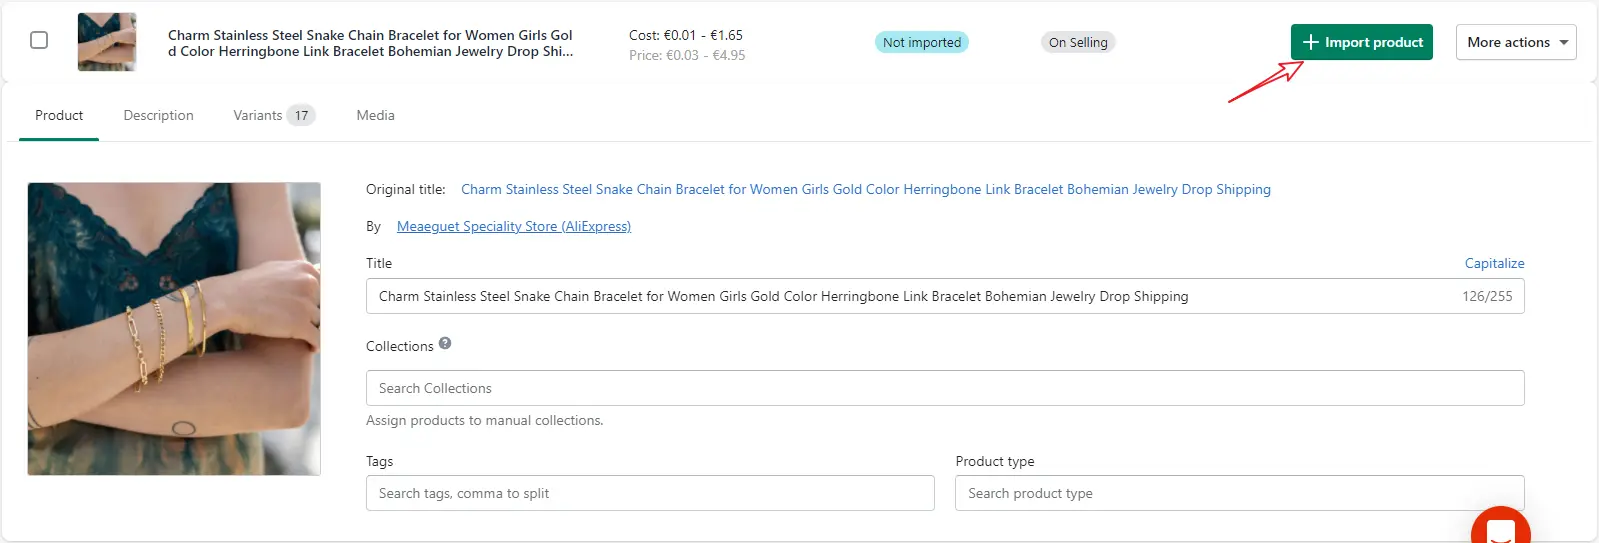 Charm Stainless Steel Snake Chain Bracelet for Women Girls Gol
d Color Herringbone Link Bracelet Bohemian Jewelry Drop Shi...
Cost: €0.01 - €1.65
Price: €0.03 - €4.95
Not imported
On Selling
Import product
More actions
Product
Description
Variants 17
Media
Original title: Charm Stainless Steel Snake Chain Bracelet for Women Girls Gold Color Herringbone Link Bracelet Bohemian Jewelry Drop Shipping
By Meaeguet Speciality Store (AliExpress)
Title
Capitalize
Charm Stainless Steel Snake Chain Bracelet for Women Girls Gold Color Herringbone Link Bracelet Bohemian Jewelry Drop Shipping
126/255
Collections ?
Search Collections
Assign products to manual collections.
Tags
Product type
Search tags, comma to split
Search product type